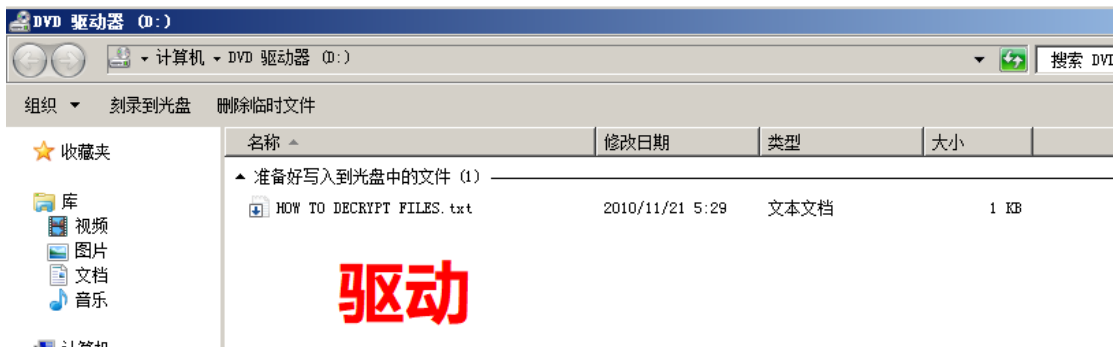 DVD 驱动器 (D:)
计算机 DVD 驱动器 (D:) 搜索 DVD
组织 刻录到光盘 删除临时文件
收藏夹 名称 修改日期 类型 大小
准备好写入到光盘中的文件 (1)
库 HOW TO DECRYPT FILES.txt 2010/11/21 5:29 文本文档 1 KB
视频
图片
文档
音乐
驱动
计算机